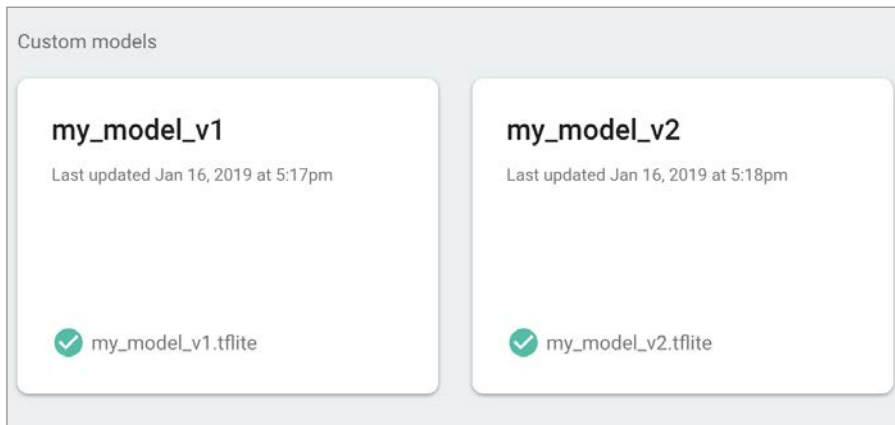 Custom models
my_model_v1
Last updated Jan 16, 2019 at 5:17pm
my_model_v1.tflite
my_model_v2
Last updated Jan 16, 2019 at 5:18pm
my_model_v2.tflite